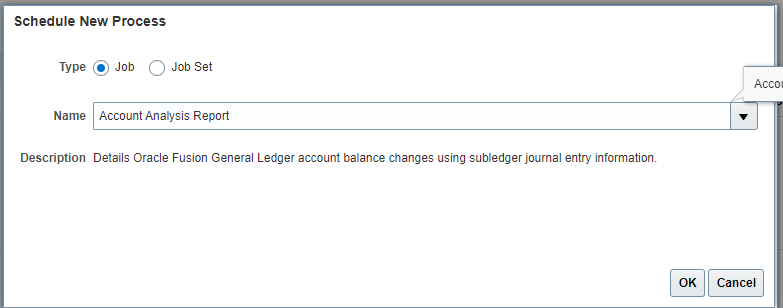 Schedule New Process
Type Job Job Set
Name Account Analysis Report
Description Details Oracle Fusion General Ledger account balance changes using subledger journal entry information.
OK Cancel